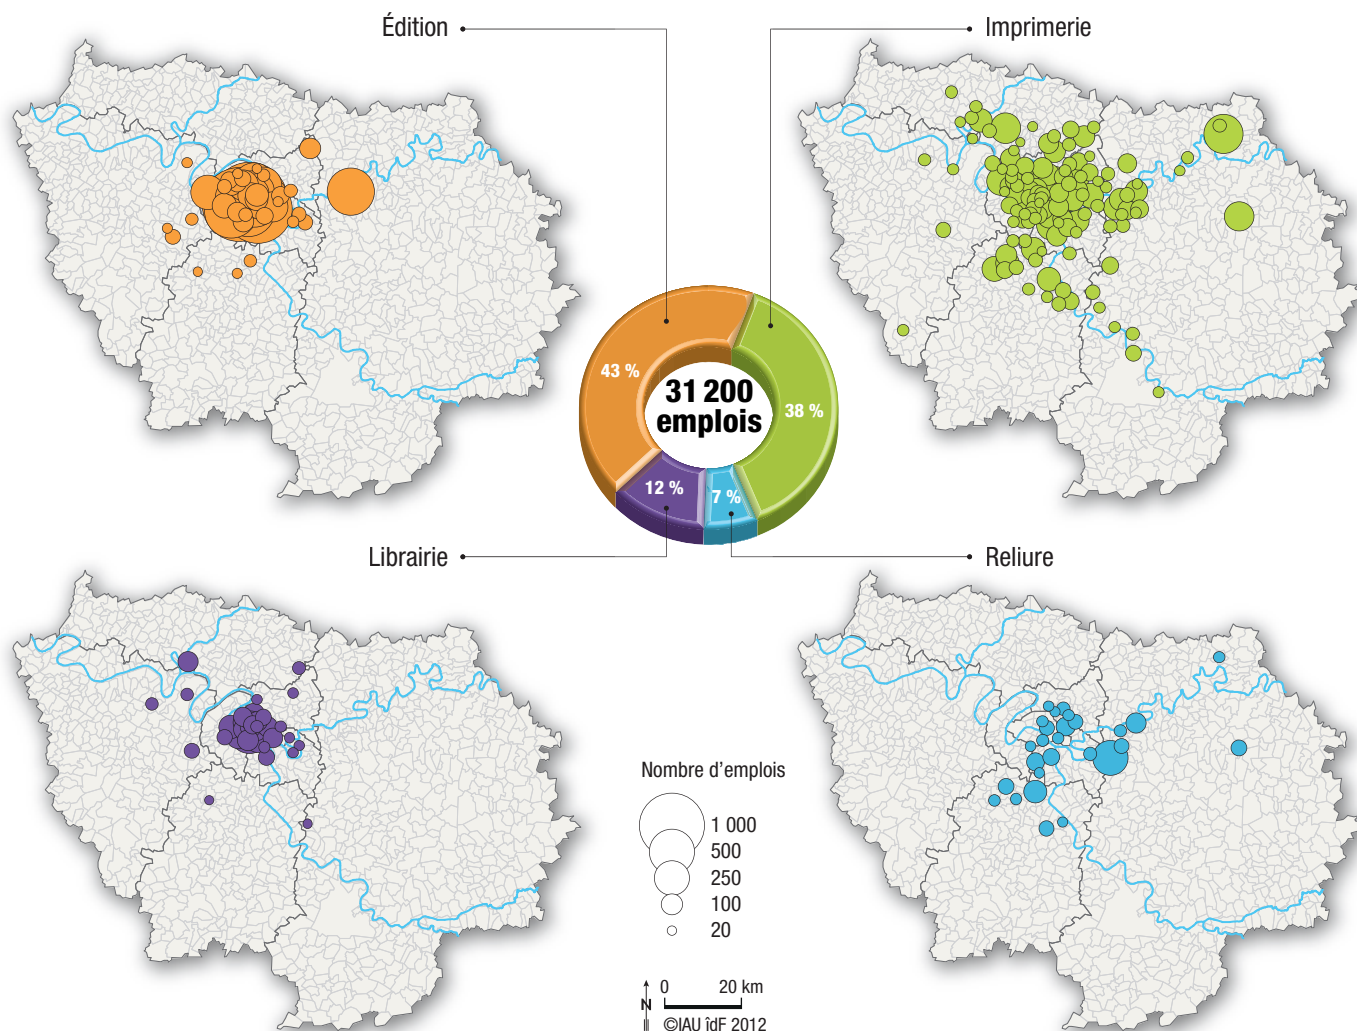 Édition
Imprimerie
43 %
31 200
emplois
38 %
12 %
7 %
Librairie
Reliure
Nombre d'emplois
1 000
500
250
100
20
0 20 km
N
©IAU îdF 2012